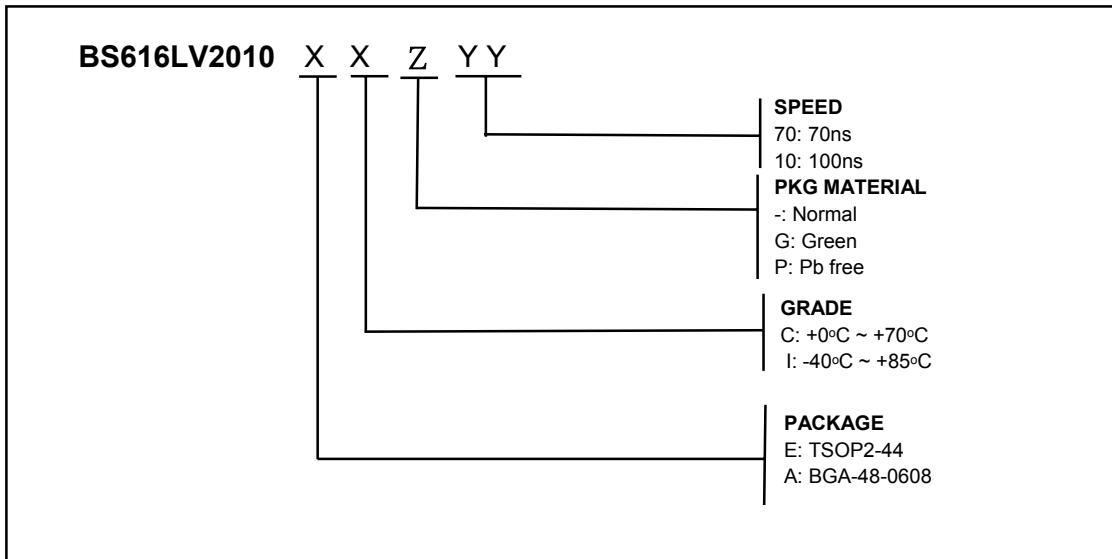 BS616LV2010 X X Z Y Y
SPEED
70: 70ns
10: 100ns
PKG MATERIAL
-: Normal
G: Green
P: Pb free
GRADE
C: +0oC ~ +70oC
I: -40oC ~ +85oC
PACKAGE
E: TSOP2-44
A: BGA-48-0608